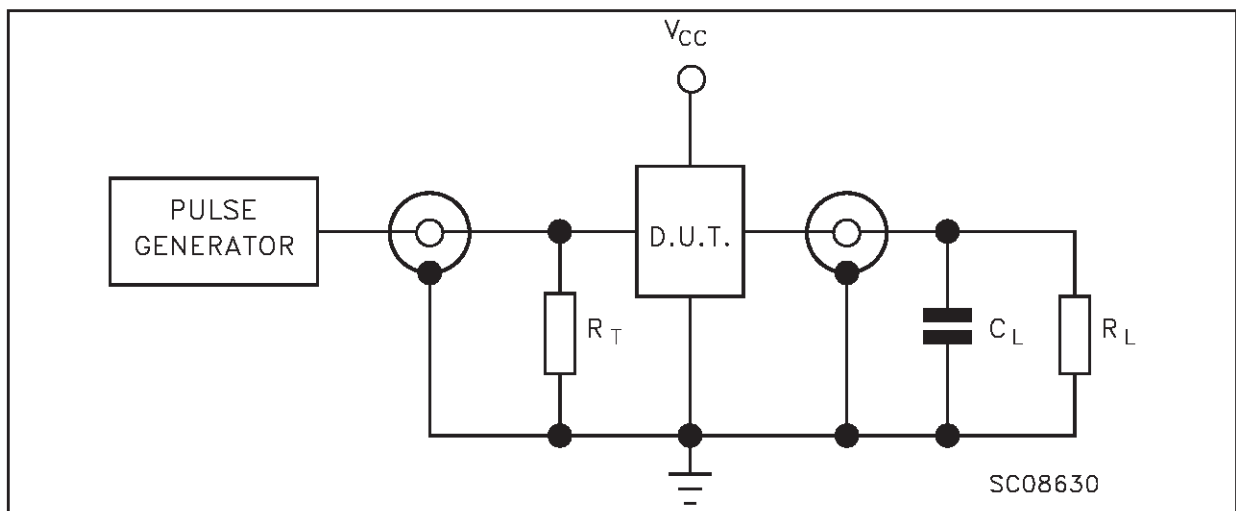 VCC
PULSE
GENERATOR
D.U.T.
RT
CL
RL
SC08630